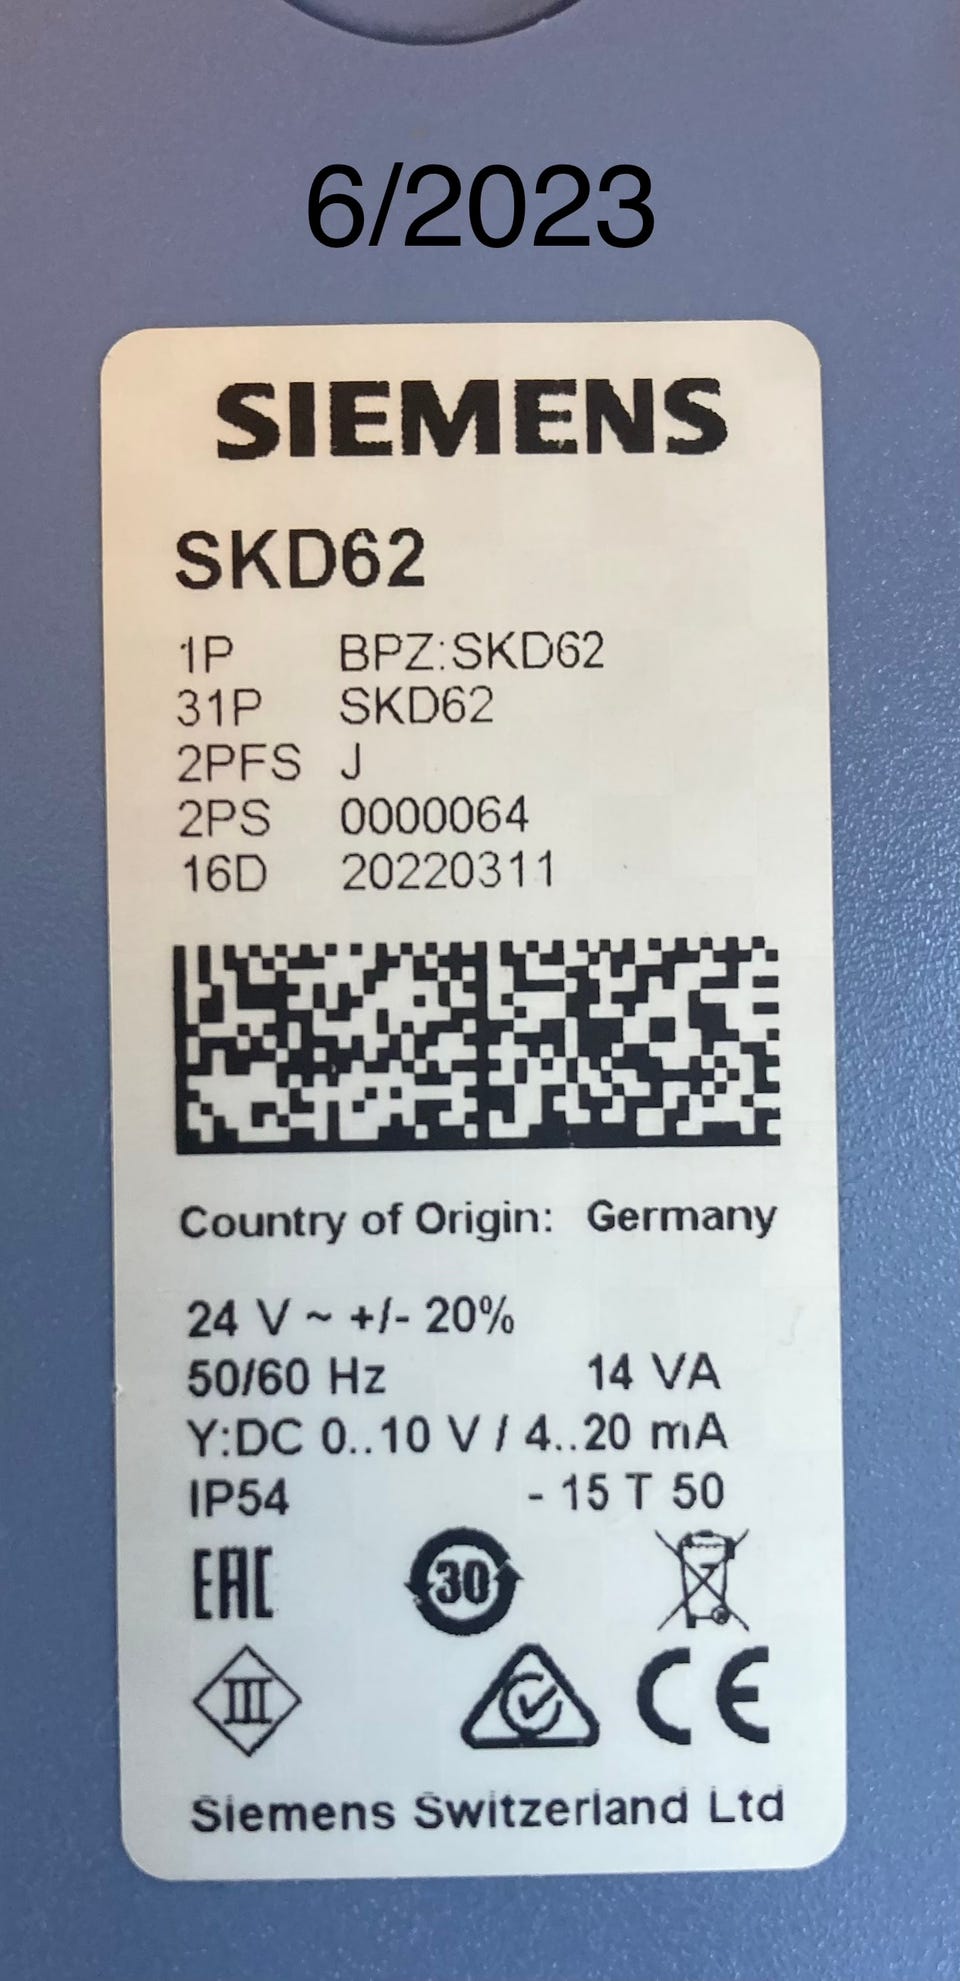 6/2023
SIEMENS
SKD62
1P BPZ:SKD62
31P SKD62
2PFS J
2PS 0000064
16D 20220311
Country of Origin: Germany
24 V ~ +/- 20%
50/60 Hz 14 VA
Y:DC 0..10 V / 4..20 mA
IP54 - 15 T 50
EAC 30
III CE
Siemens Switzerland Ltd